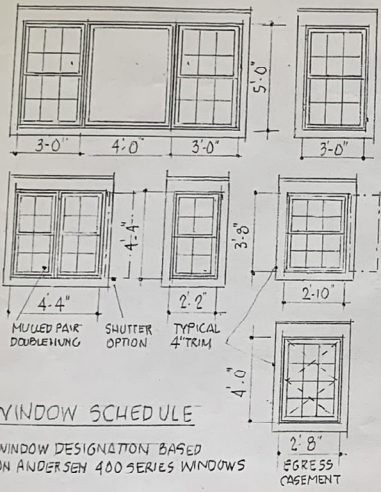 5'-0"
3-0" 4'-0" 3'-0"
3'-0"
4'-4"
3'-8"
4'-4"
2'-2"
2'-10"
MULLED PAIR
DOUBLEHUNG
SHUTTER
OPTION
TYPICAL
4" TRIM
4'-0"
WINDOW SCHEDULE
2'-8"
WINDOW DESIGNATION BASED
ON ANDERSEN 400 SERIES WINDOWS
EGRESS
CASEMENT